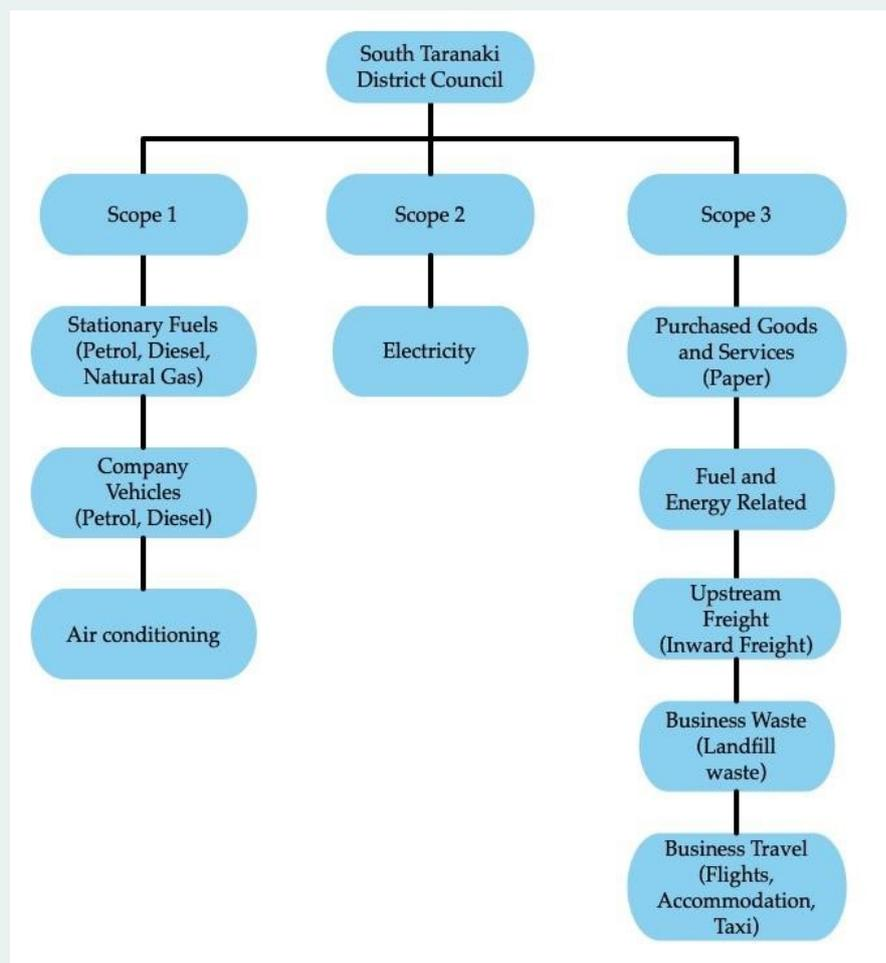 South Taranaki
District Council
Scope 1
Scope 2
Scope 3
Stationary Fuels
(Petrol, Diesel,
Natural Gas)
Electricity
Purchased Goods
and Services
(Paper)
Company
Vehicles
(Petrol, Diesel)
Fuel and
Energy Related
Air conditioning
Upstream
Freight
(Inward Freight)
Business Waste
(Landfill
waste)
Business Travel
(Flights,
Accommodation,
Taxi)